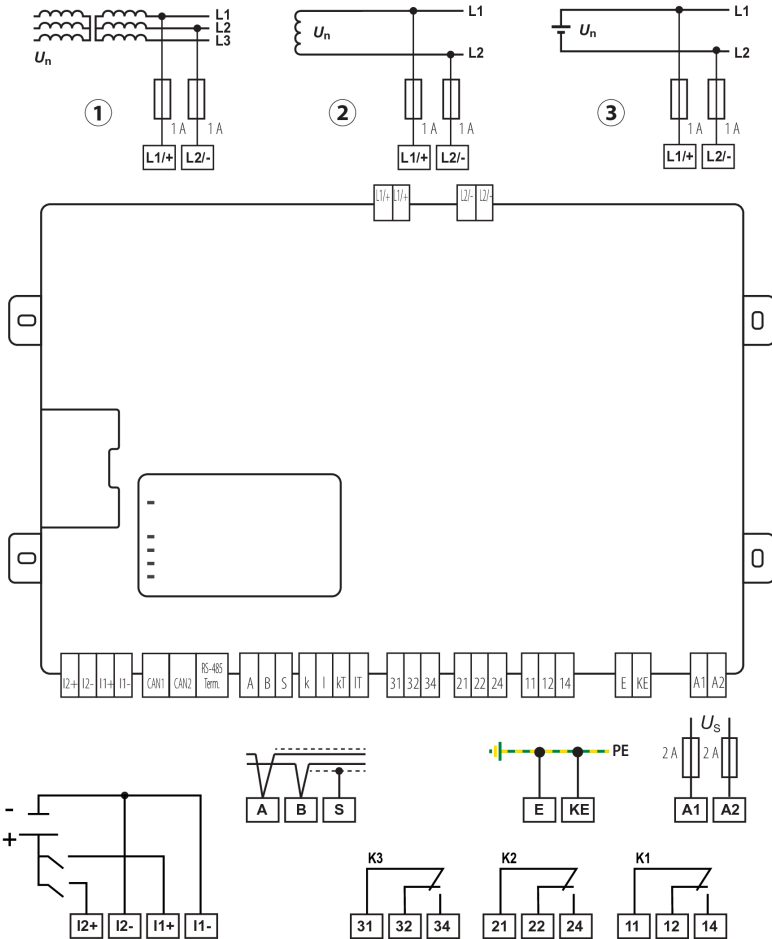 L1 L1 L1
L2
L3 L2 L2
Un Un Un
1 2 3
1 A 1 A 1 A 1 A 1 A 1 A
L1/+ L2/- L1/+ L2/- L1/+ L2/-
L1/+ L1/+ L2/- L2/-
I2+ I2- I1+ I1- CAN1 CAN2 RS-485 Term. A B S k l kT lT 31 32 34 21 22 24 11 12 14 E KE A1 A2
US
PE 2 A 2 A
A B S E KE A1 A2
-
+
K3 K2 K1
I2+ I2- I1+ I1- 31 32 34 21 22 24 11 12 14